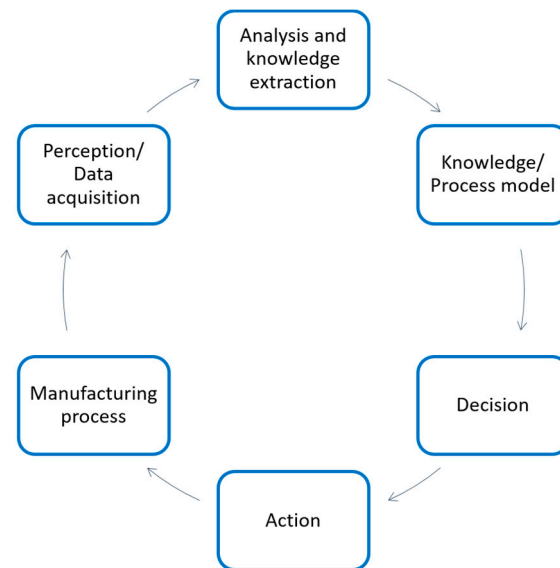 Analysis and
knowledge
extraction
Knowledge/
Process model
Decision
Action
Manufacturing
process
Perception/
Data
acquisition